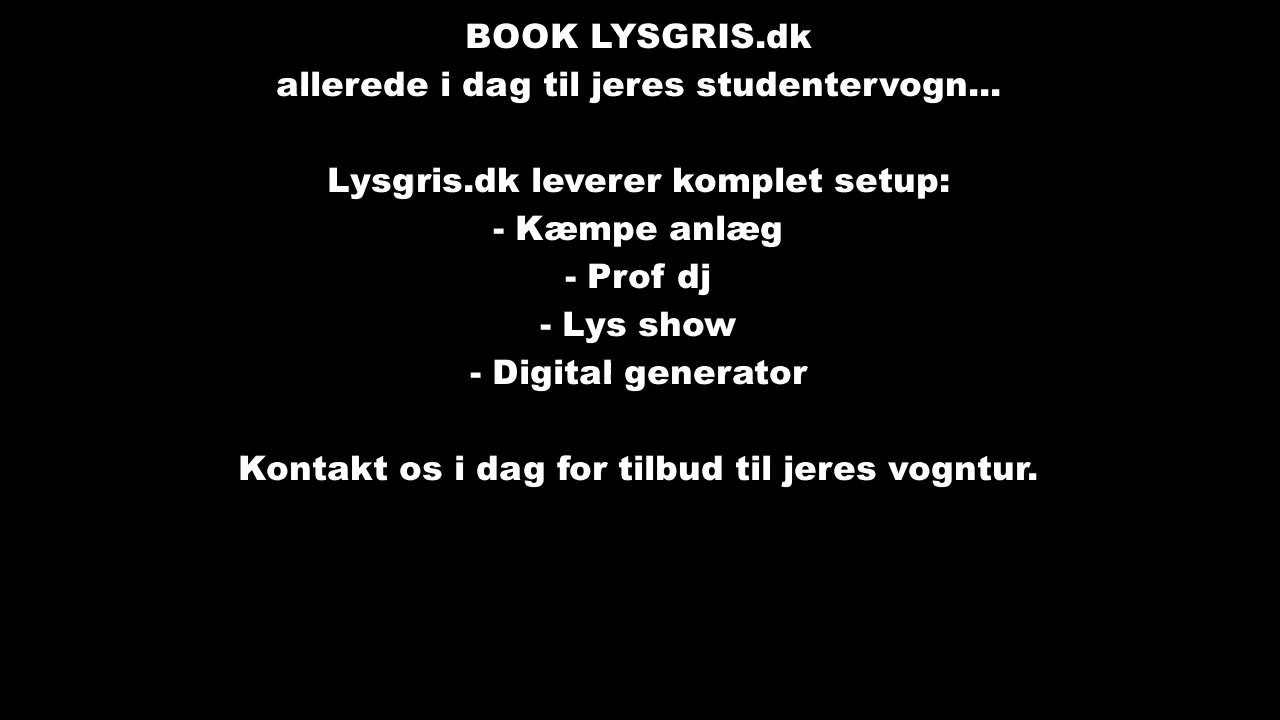 BOOK LYSGRIS.dk
allerede i dag til jeres studentervogn...
Lysgris.dk leverer komplet setup:
- Kæmpe anlæg
- Prof dj
- Lys show
- Digital generator
Kontakt os i dag for tilbud til jeres vogntur.